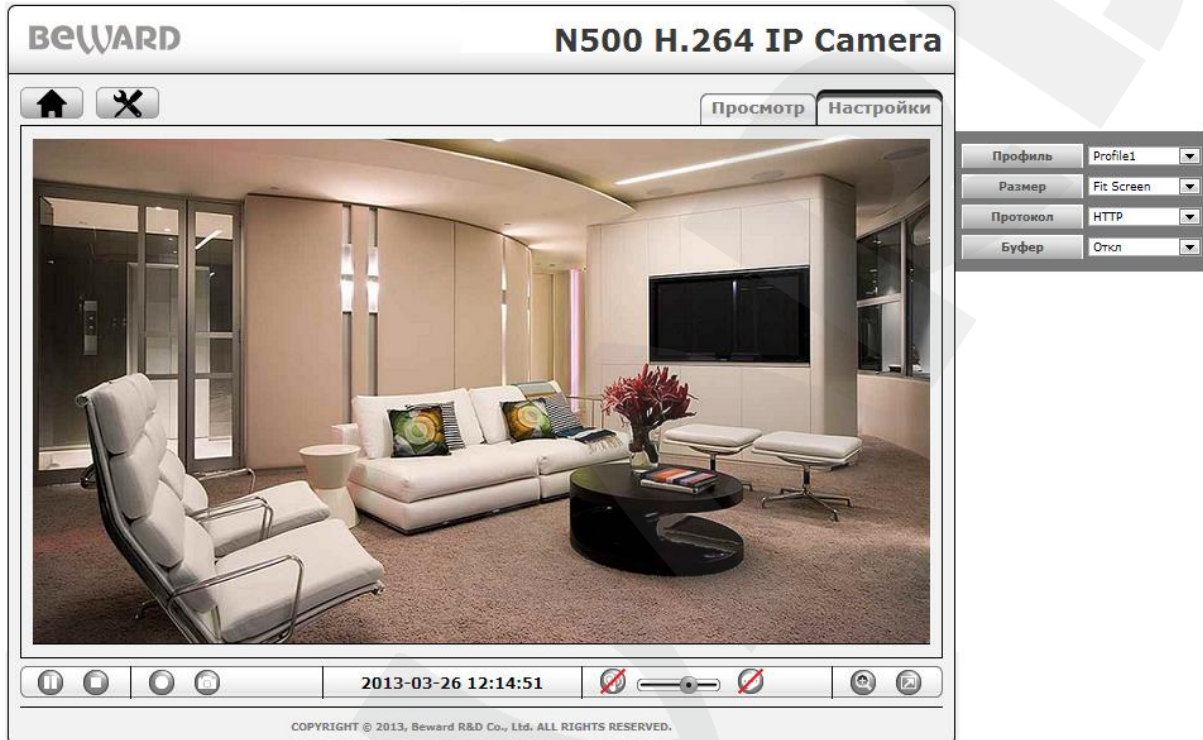 BEWARD
N500 H.264 IP Camera
Просмотр
Настройки
Профиль Profile1
Размер Fit Screen
Протокол HTTP
Буфер Откл
2013-03-26 12:14:51
COPYRIGHT © 2013, Beward R&D Co., Ltd. ALL RIGHTS RESERVED.